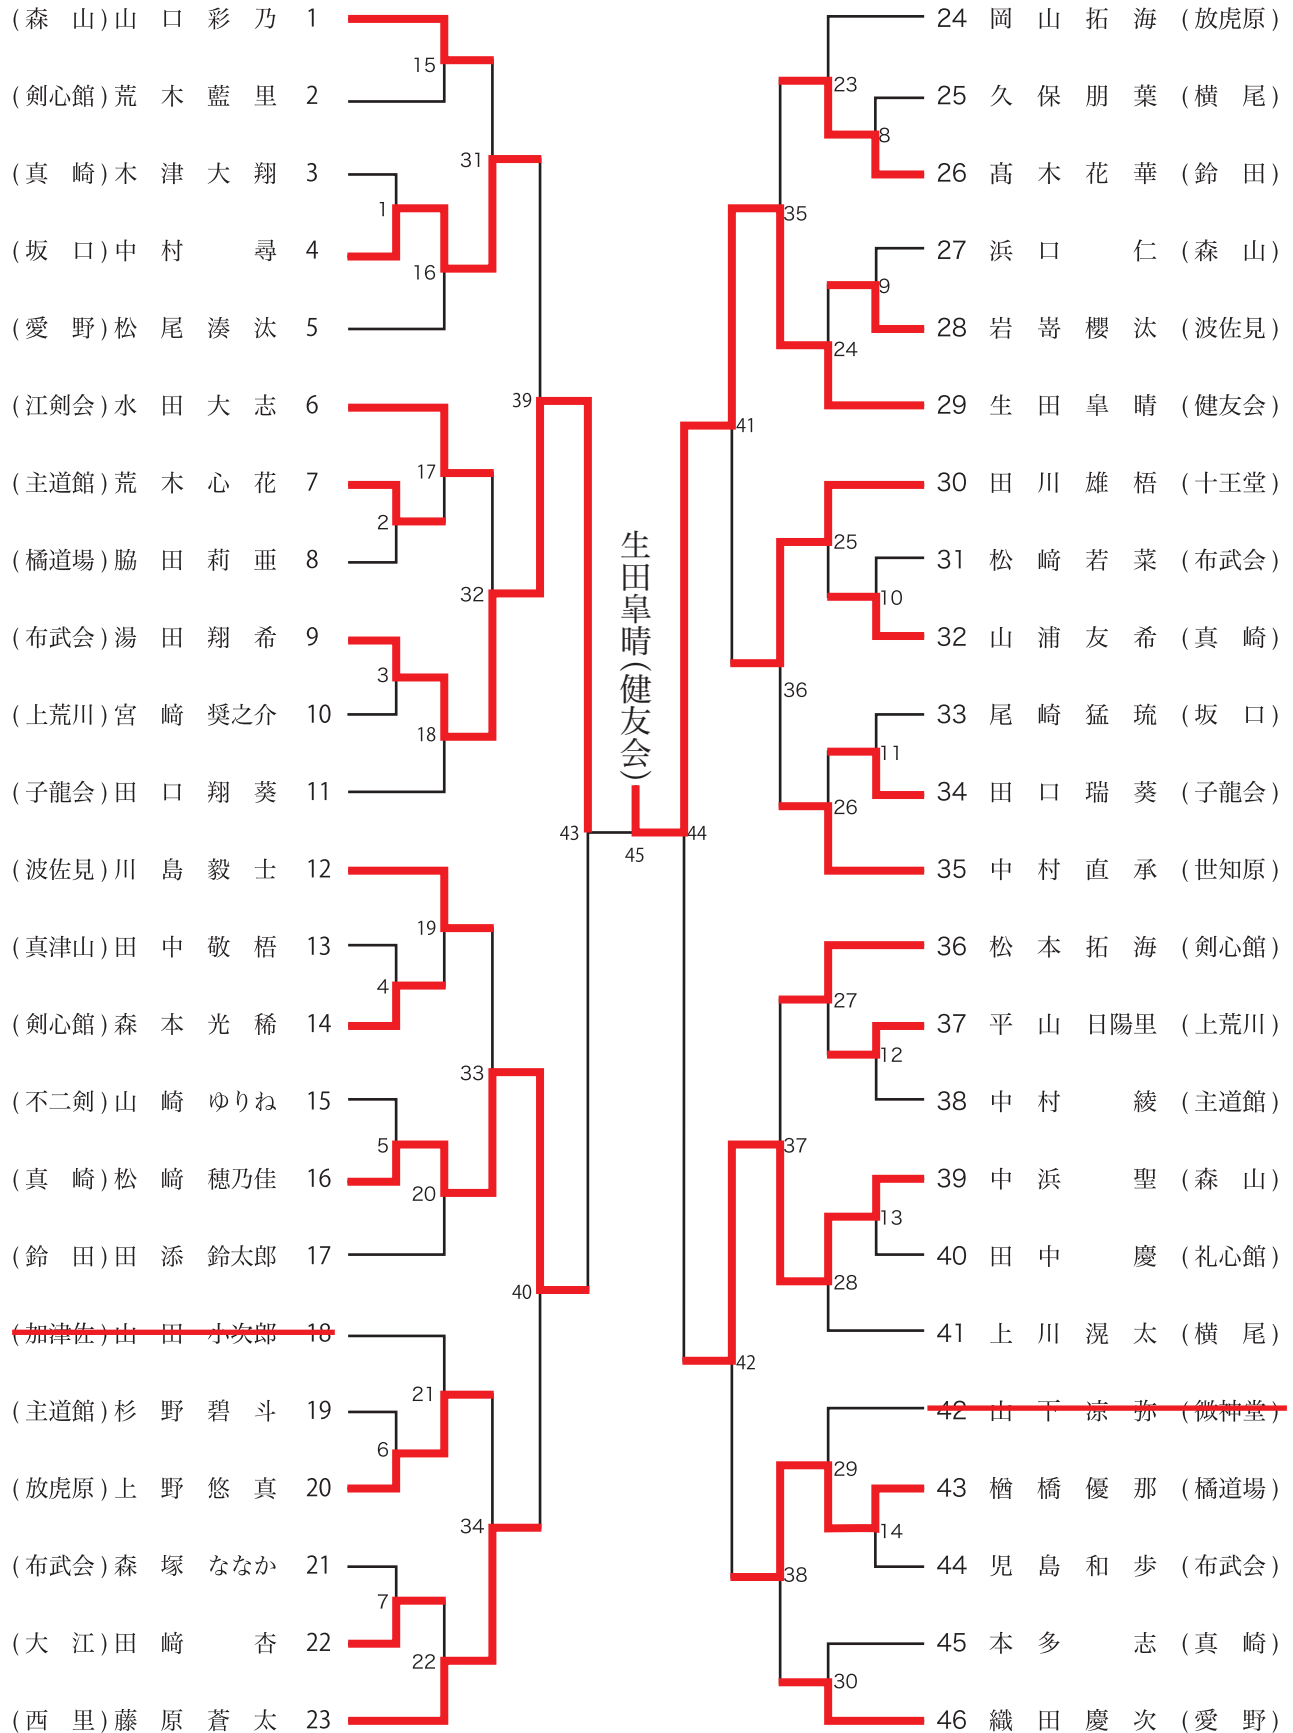 (森　山)山　口　彩　乃　1
(剣心館)荒　木　藍　里　2
(真　崎)木　津　大　翔　3
(坂　口)中　村　　　尋　4
(愛　野)松　尾　湊　汰　5
(江剣会)水　田　大　志　6
(主道館)荒　木　心　花　7
(橘道場)脇　田　莉　亜　8
(布武会)湯　田　翔　希　9
(上荒川)宮　﨑　奨之介　10
(子龍会)田　口　翔　葵　11
(波佐見)川　島　毅　士　12
(真津山)田　中　敬　梧　13
(剣心館)森　本　光　稀　14
(不二剣)山　崎　ゆりね　15
(真　崎)松　﨑　穂乃佳　16
(鈴　田)田　添　鈴太郎　17
(加津佐)山　田　小次郎　18
(主道館)杉　野　碧　斗　19
(放虎原)上　野　悠　真　20
(布武会)森　塚　ななか　21
(大　江)田　﨑　　　杏　22
(西　里)藤　原　蒼　太　23
15
31
1
16
39
17
2
32
3
18
43
19
4
33
5
20
40
21
6
34
7
22
生田皐晴(健友会)
45
44
23
8
35
9
24
41
25
10
36
11
26
27
12
37
13
28
42
29
14
38
30
24　岡　山　拓　海　(放虎原)
25　久　保　朋　葉　(横　尾)
26　髙　木　花　華　(鈴　田)
27　浜　口　　　仁　(森　山)
28　岩　嵜　櫻　汰　(波佐見)
29　生　田　皐　晴　(健友会)
30　田　川　雄　梧　(十王堂)
31　松　﨑　若　菜　(布武会)
32　山　浦　友　希　(真　崎)
33　尾　崎　猛　琉　(坂　口)
34　田　口　瑞　葵　(子龍会)
35　中　村　直　承　(世知原)
36　松　本　拓　海　(剣心館)
37　平　山　日陽里　(上荒川)
38　中　村　　　綾　(主道館)
39　中　浜　　　聖　(森　山)
40　田　中　　　慶　(礼心館)
41　上　川　滉　太　(横　尾)
42　山　下　涼　弥　(微神堂)
43　楢　橋　優　那　(橘道場)
44　児　島　和　歩　(布武会)
45　本　多　　　志　(真　崎)
46　織　田　慶　次　(愛　野)